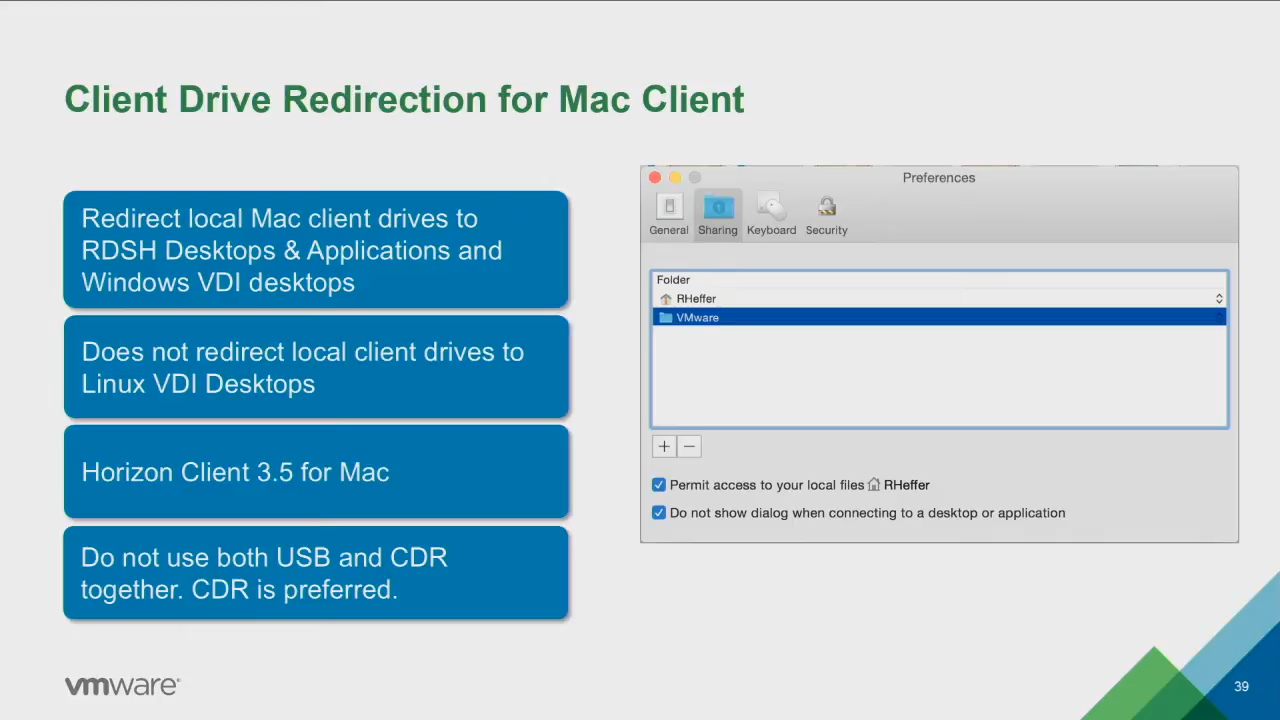 Client Drive Redirection for Mac Client
Redirect local Mac client drives to
RDSH Desktops & Applications and
Windows VDI desktops
Does not redirect local client drives to
Linux VDI Desktops
Horizon Client 3.5 for Mac
Do not use both USB and CDR
together. CDR is preferred.
Preferences
General Sharing Keyboard Security
Folder
RHeffer
VMware
+ −
Permit access to your local files RHeffer
Do not show dialog when connecting to a desktop or application
vmware®
39